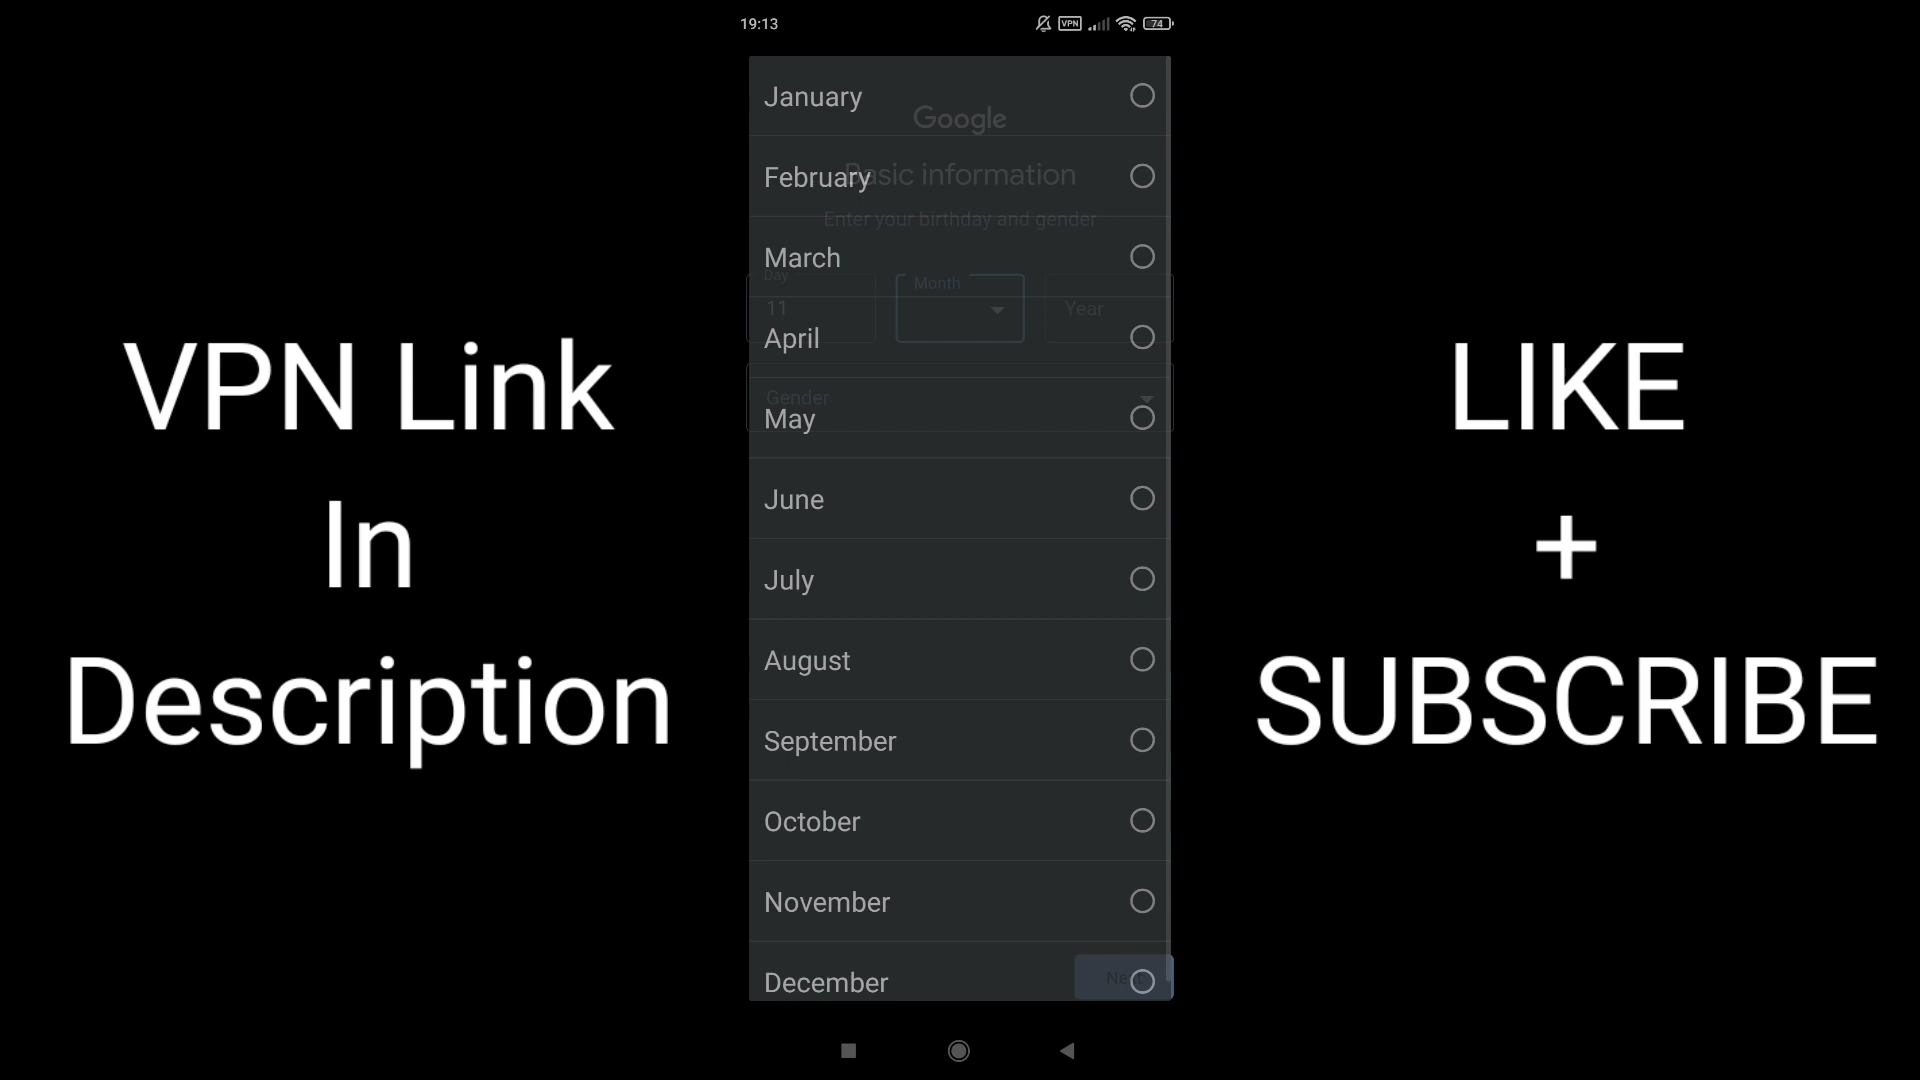 19:13
VPN
74
January
Google
February
Basic information
Enter your birthday and gender
March
Day
Month
11
Year
April
Gender
May
June
July
August
September
October
November
December
VPN Link
In
Description
LIKE
+
SUBSCRIBE